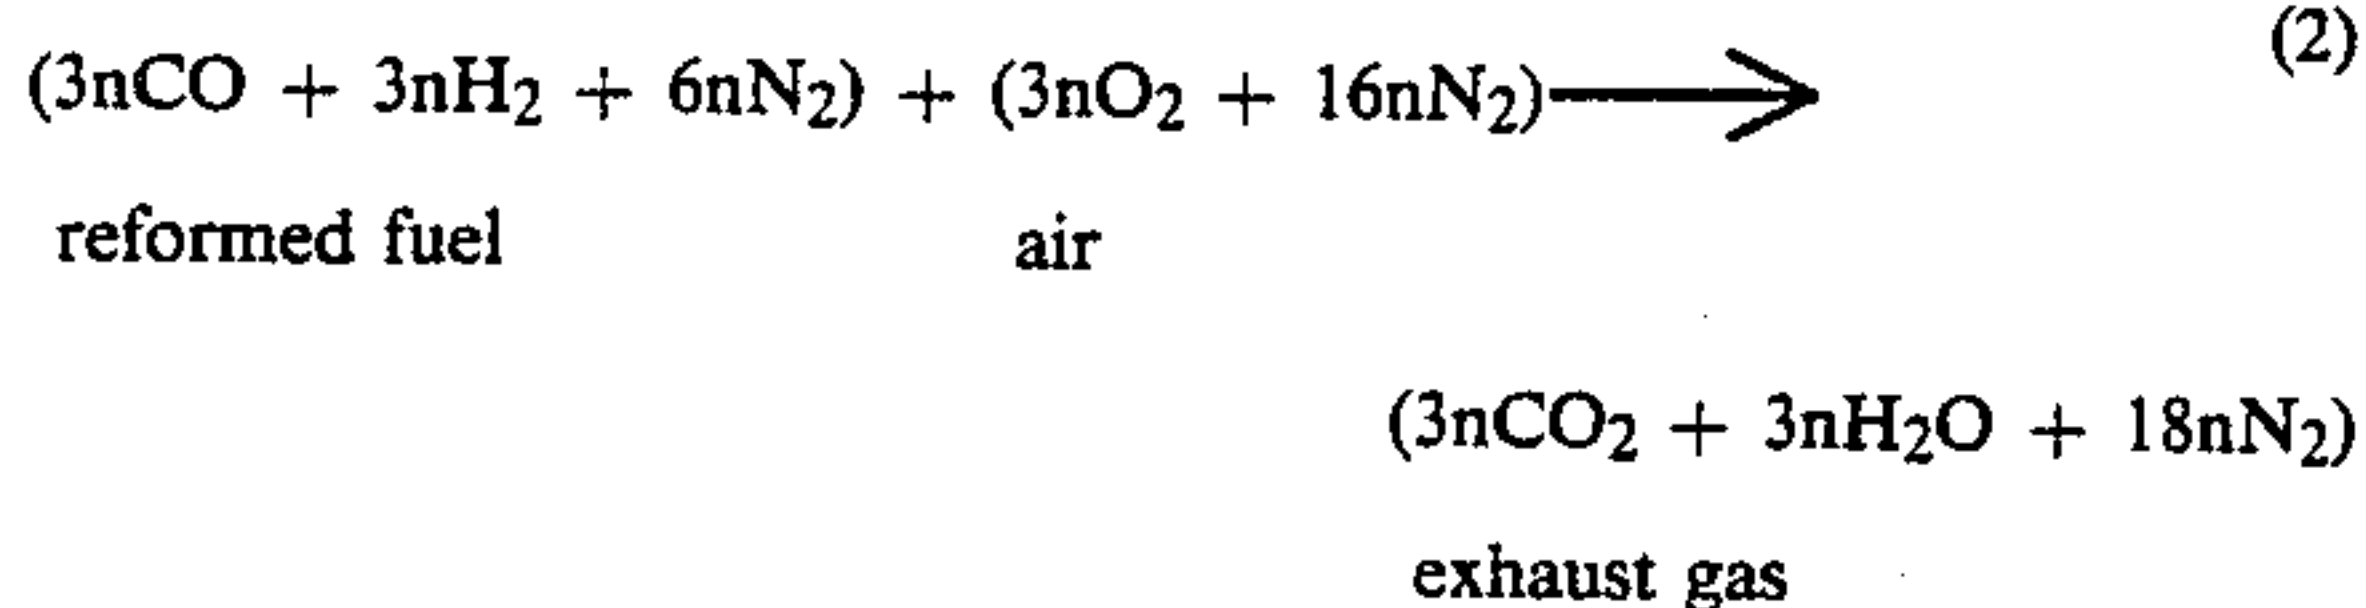 (2)
(3nCO + 3nH₂ + 6nN₂) + (3nO₂ + 16nN₂)⟶
reformed fuel air
(3nCO₂ + 3nH₂O + 18nN₂)
exhaust gas